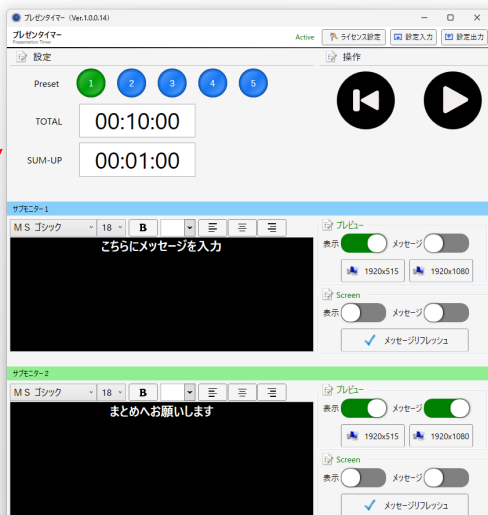 プレゼンタイマー (Ver.1.0.0.14)
プレゼンタイマー
Presentation Timer
Active
ライセンス設定
設定入力
設定出力
設定
操作
Preset
1
2
3
4
5
TOTAL
00:10:00
SUM-UP
00:01:00
サブモニター1
ＭＳ ゴシック
18
B
こちらにメッセージを入力
プレビュー
表示
メッセージ
1920x515
1920x1080
Screen
表示
メッセージ
メッセージリフレッシュ
サブモニター2
ＭＳ ゴシック
18
B
まとめへお願いします
プレビュー
表示
メッセージ
1920x515
1920x1080
Screen
表示
メッセージ
メッセージリフレッシュ